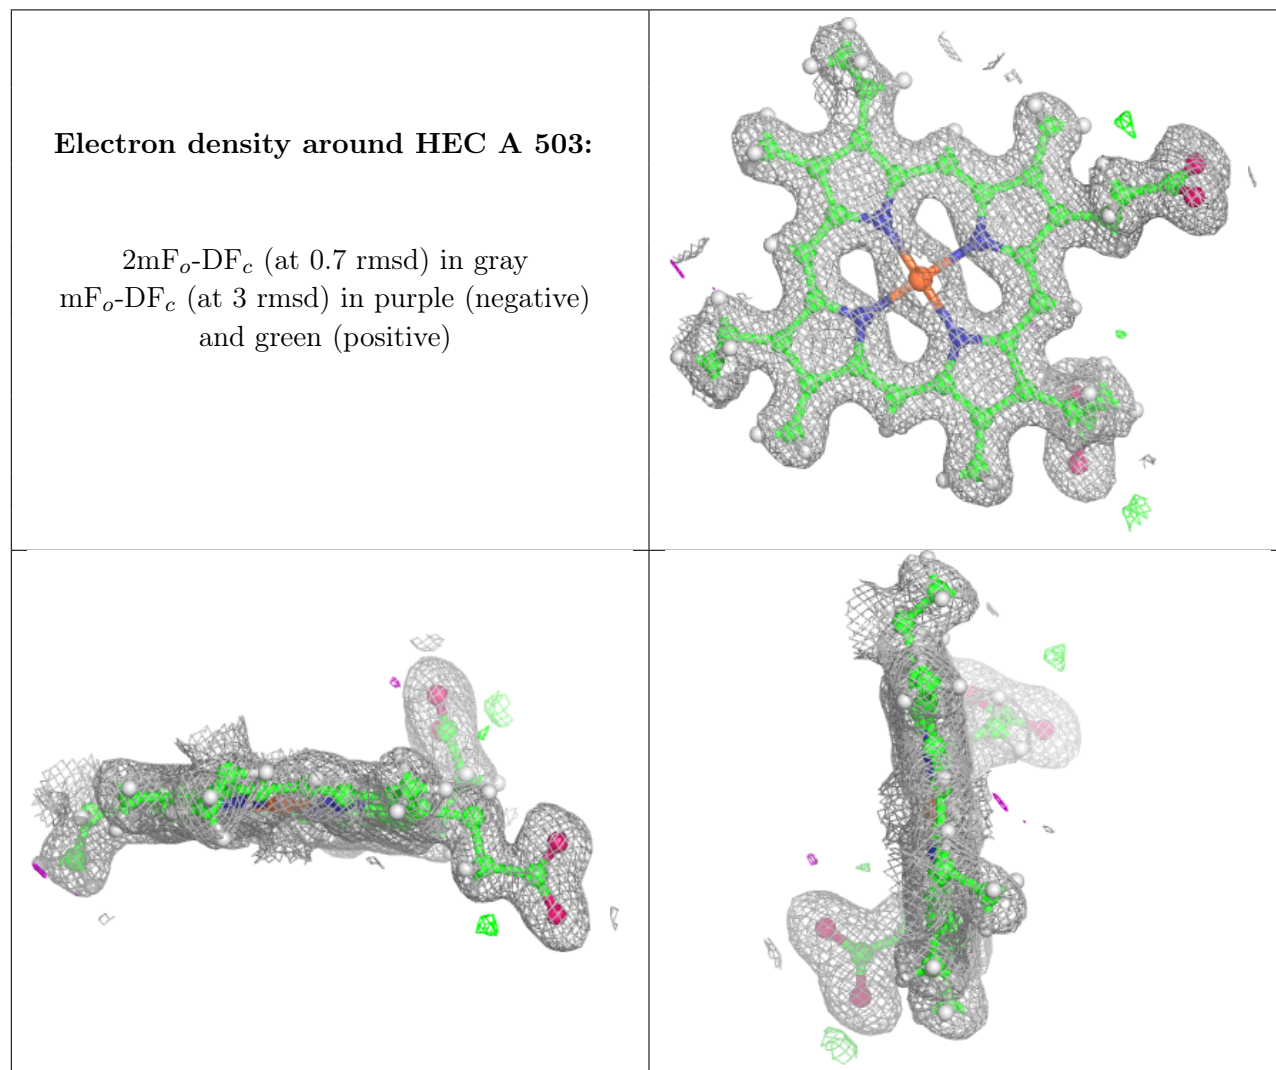 Electron density around HEC A 503:
2mFo-DFc (at 0.7 rmsd) in gray
mFo-DFc (at 3 rmsd) in purple (negative)
and green (positive)